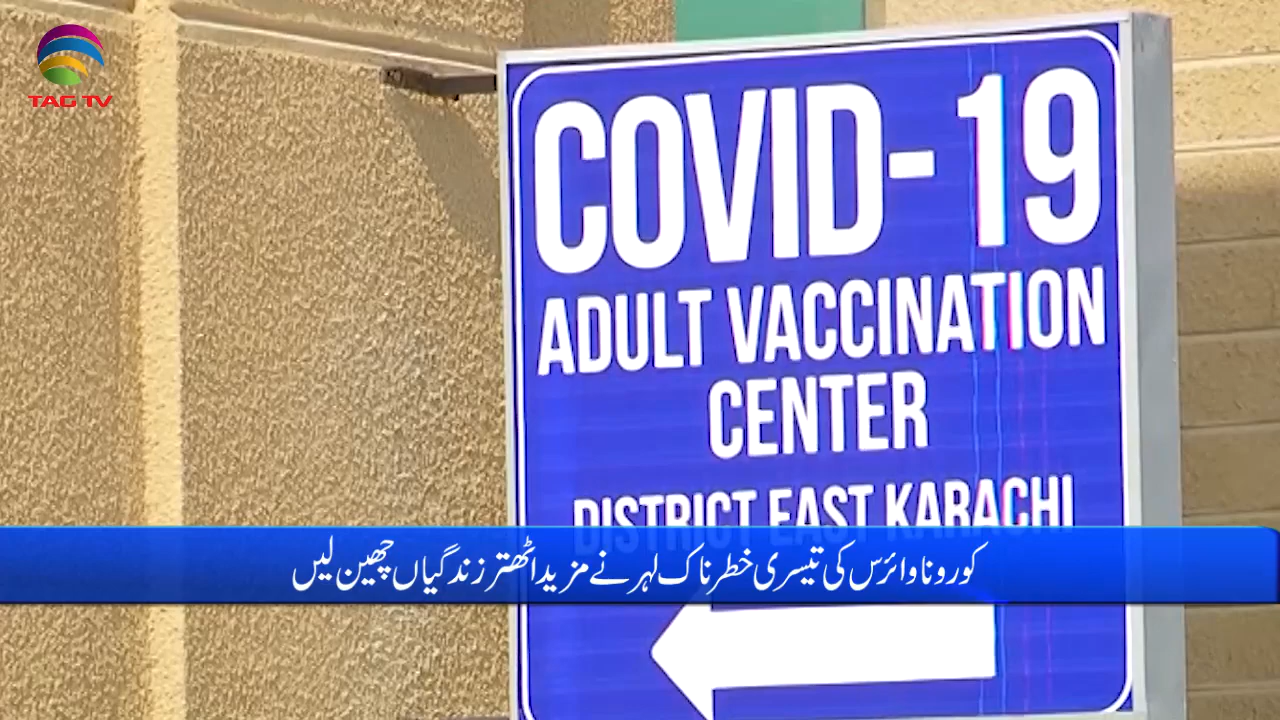 TAG TV
COVID-19
ADULT VACCINATION
CENTER
DISTRICT EAST KARACHI
کورونا وائرس کی تیسری خطرناک لہر نے مزید اٹھتر زندگیاں چھین لیں